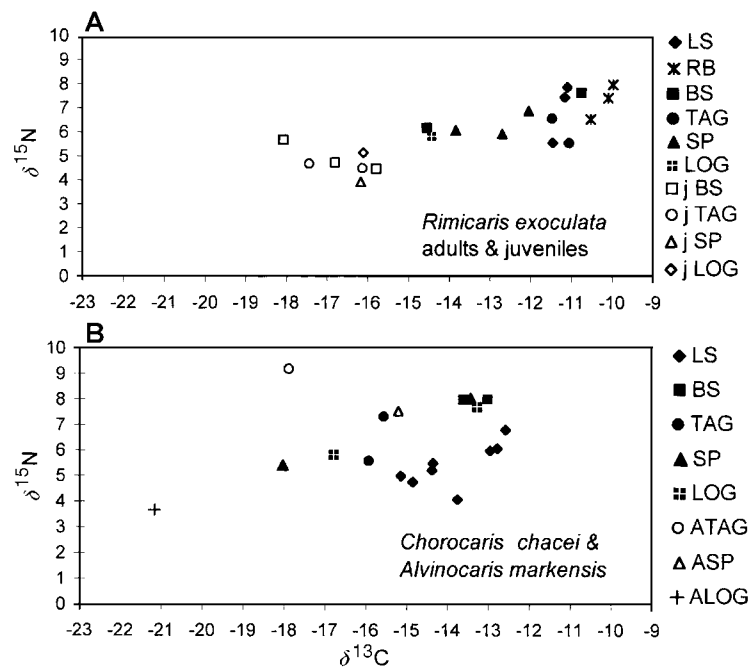 A
10
9
8
7
6
5
4
3
2
1
0
δ15N
-23 -22 -21 -20 -19 -18 -17 -16 -15 -14 -13 -12 -11 -10 -9
Rimicaris exoculata
adults & juveniles
LS
RB
BS
TAG
SP
LOG
j BS
j TAG
j SP
j LOG
B
10
9
8
7
6
5
4
3
2
1
0
δ15N
-23 -22 -21 -20 -19 -18 -17 -16 -15 -14 -13 -12 -11 -10 -9
δ13C
Chorocaris chacei &
Alvinocaris markensis
LS
BS
TAG
SP
LOG
ATAG
ASP
ALOG